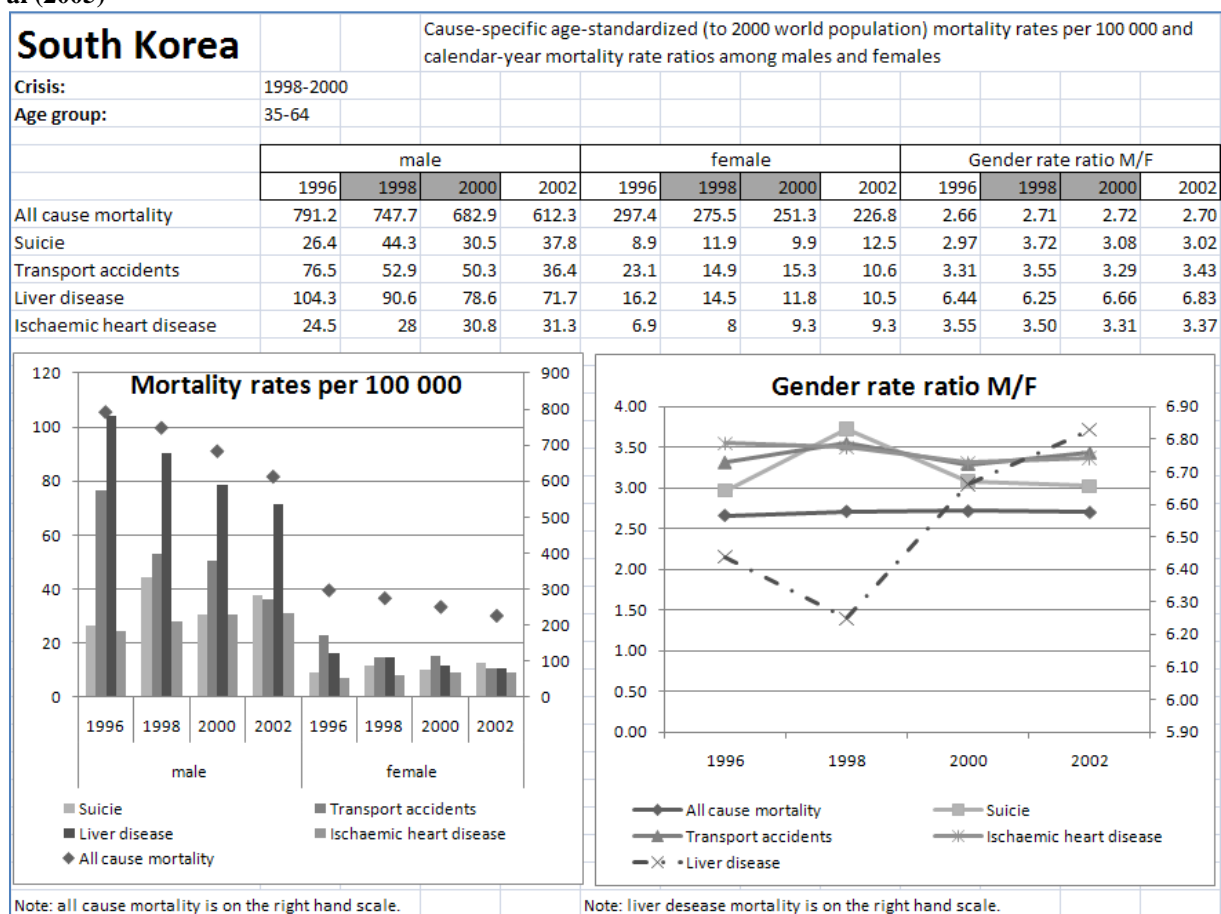 al (2005)
South Korea
Cause-specific age-standardized (to 2000 world population) mortality rates per 100 000 and
calendar-year mortality rate ratios among males and females
Crisis: 1998-2000
Age group: 35-64
male female Gender rate ratio M/F
1996 1998 2000 2002 1996 1998 2000 2002 1996 1998 2000 2002
All cause mortality 791.2 747.7 682.9 612.3 297.4 275.5 251.3 226.8 2.66 2.71 2.72 2.70
Suicie 26.4 44.3 30.5 37.8 8.9 11.9 9.9 12.5 2.97 3.72 3.08 3.02
Transport accidents 76.5 52.9 50.3 36.4 23.1 14.9 15.3 10.6 3.31 3.55 3.29 3.43
Liver disease 104.3 90.6 78.6 71.7 16.2 14.5 11.8 10.5 6.44 6.25 6.66 6.83
Ischaemic heart disease 24.5 28 30.8 31.3 6.9 8 9.3 9.3 3.55 3.50 3.31 3.37
Mortality rates per 100 000
120
100
80
60
40
20
0
900
800
700
600
500
400
300
200
100
0
1996 1998 2000 2002 1996 1998 2000 2002
male female
Suicie Transport accidents
Liver disease Ischaemic heart disease
All cause mortality
Note: all cause mortality is on the right hand scale.
Gender rate ratio M/F
4.00
3.50
3.00
2.50
2.00
1.50
1.00
0.50
0.00
6.90
6.80
6.70
6.60
6.50
6.40
6.30
6.20
6.10
6.00
5.90
1996 1998 2000 2002
All cause mortality Suicie
Transport accidents Ischaemic heart disease
Liver disease
Note: liver desease mortality is on the right hand scale.